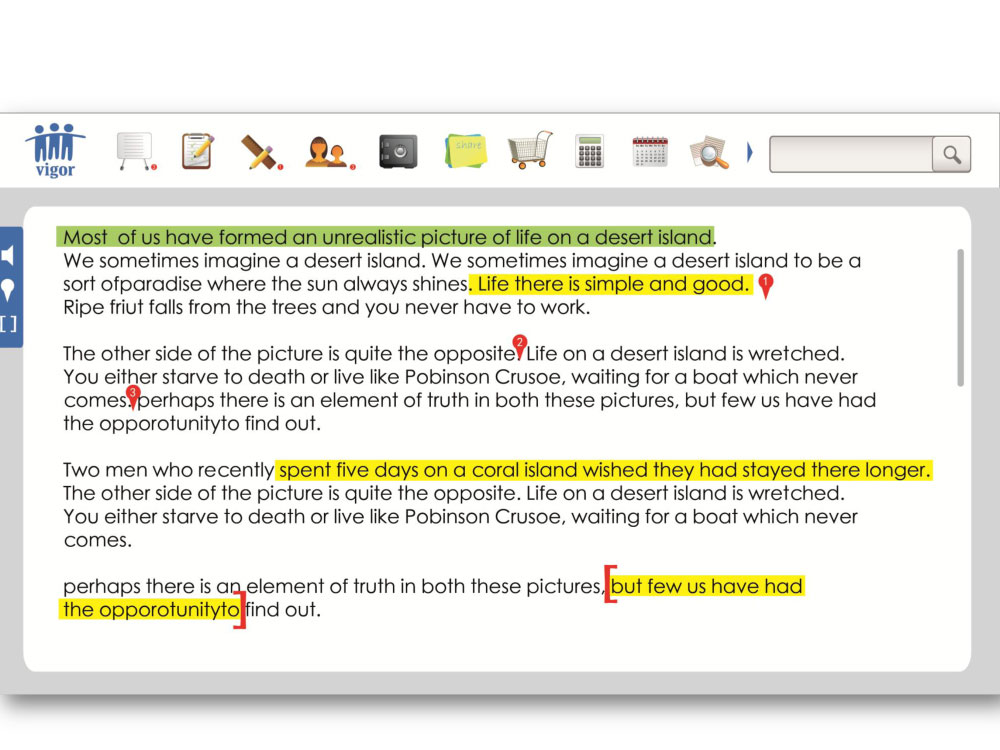 vigor
share
Most of us have formed an unrealistic picture of life on a desert island.
We sometimes imagine a desert island. We sometimes imagine a desert island to be a
sort ofparadise where the sun always shines. Life there is simple and good. 1
Ripe friut falls from the trees and you never have to work.
The other side of the picture is quite the opposite. 2 Life on a desert island is wretched.
You either starve to death or live like Pobinson Crusoe, waiting for a boat which never
comes. 3 perhaps there is an element of truth in both these pictures, but few us have had
the opporotunityto find out.
Two men who recently spent five days on a coral island wished they had stayed there longer.
The other side of the picture is quite the opposite. Life on a desert island is wretched.
You either starve to death or live like Pobinson Crusoe, waiting for a boat which never
comes.
perhaps there is an element of truth in both these pictures, [but few us have had
the opporotunityto] find out.
[ ]